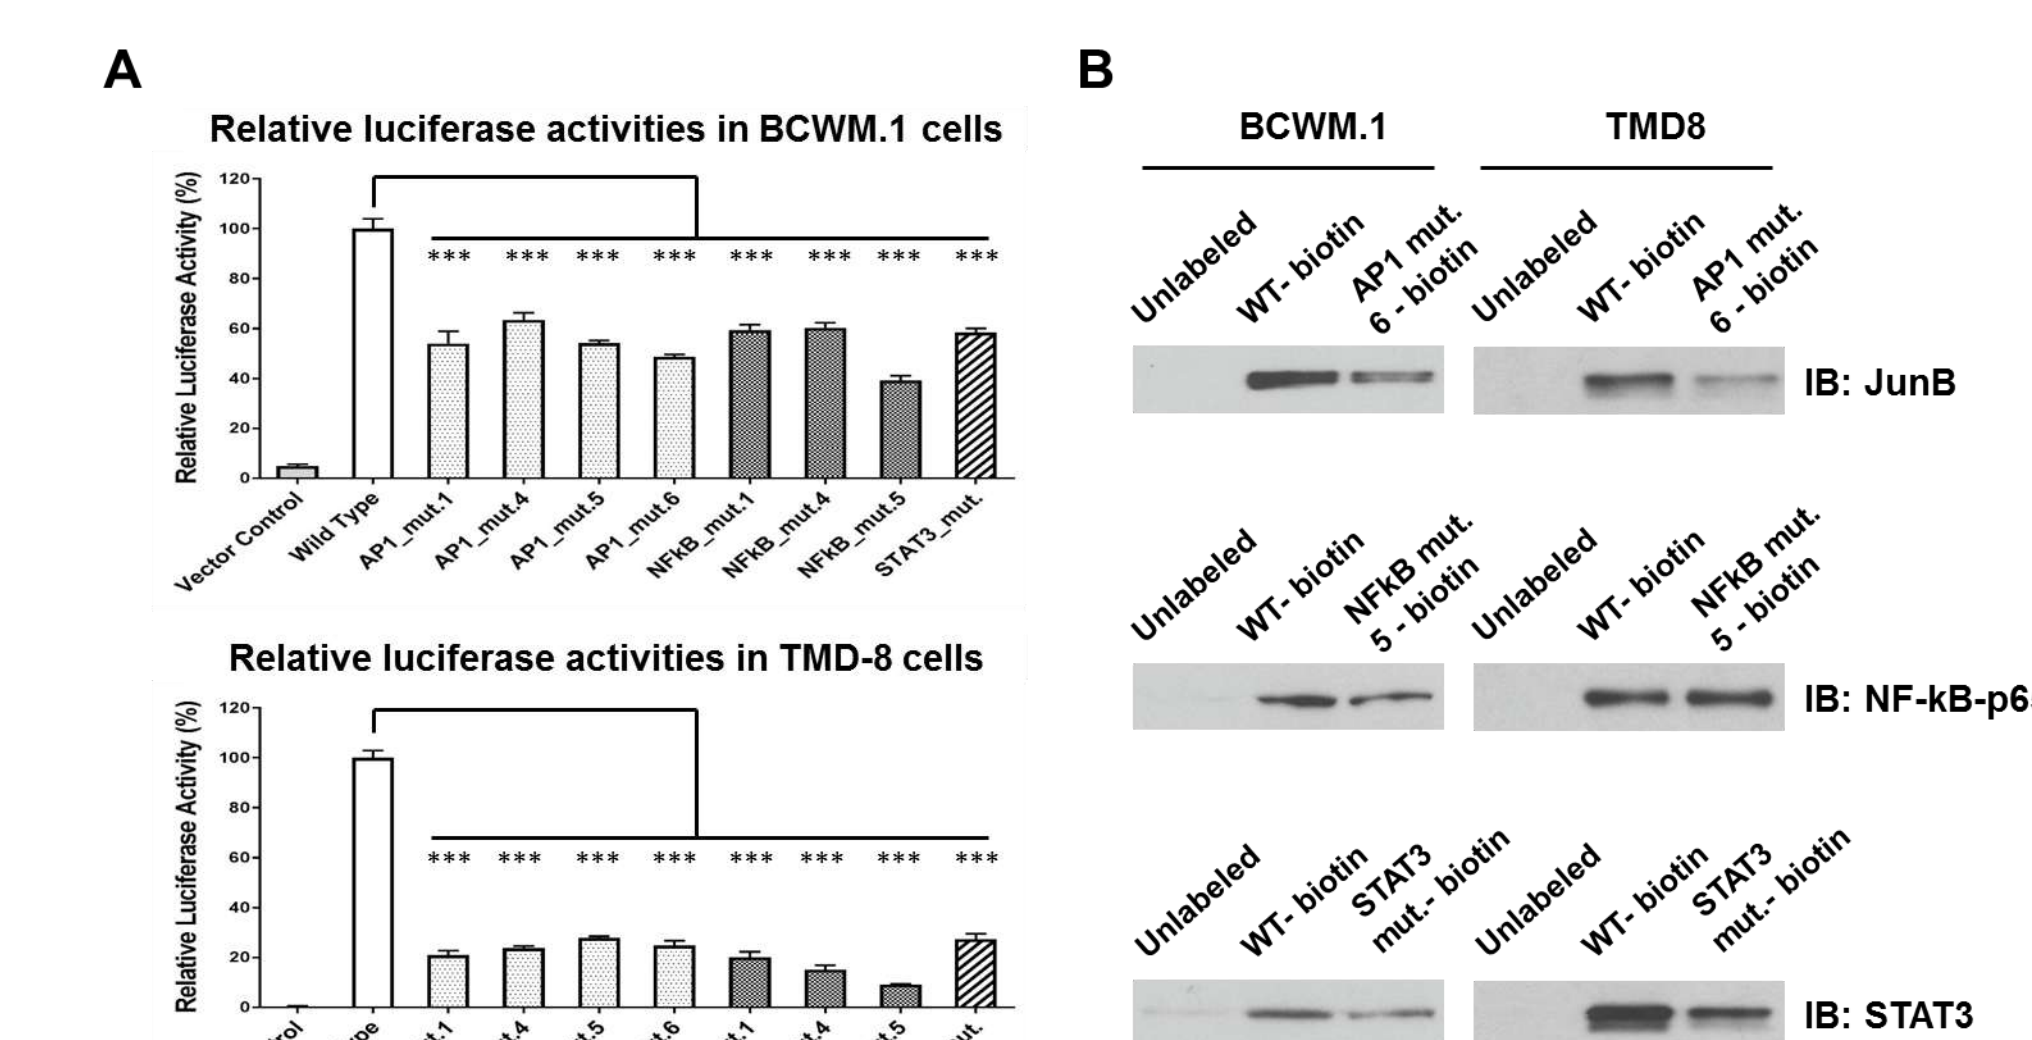 A
Relative luciferase activities in BCWM.1 cells
Relative Luciferase Activity (%)
120
100
80
60
40
20
0
***
***
***
***
***
***
***
***
Vector Control
Wild Type
AP1_mut.1
AP1_mut.4
AP1_mut.5
AP1_mut.6
NFkB_mut.1
NFkB_mut.4
NFkB_mut.5
STAT3_mut.
Relative luciferase activities in TMD-8 cells
Relative Luciferase Activity (%)
120
100
80
60
40
20
0
***
***
***
***
***
***
***
***
B
BCWM.1
TMD8
Unlabeled
WT- biotin
AP1 mut.
6 - biotin
Unlabeled
WT- biotin
AP1 mut.
6 - biotin
IB: JunB
Unlabeled
WT- biotin
NFkB mut.
5 - biotin
Unlabeled
WT- biotin
NFkB mut.
5 - biotin
IB: NF-kB-p6
Unlabeled
WT- biotin
STAT3
mut.- biotin
Unlabeled
WT- biotin
STAT3
mut.- biotin
IB: STAT3